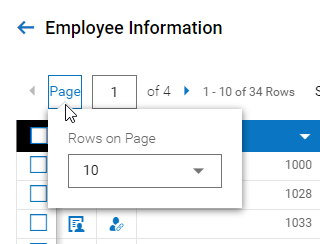 Employee Information
Page 1 of 4 1 - 10 of 34 Rows
Rows on Page
10
1000
1028
1033